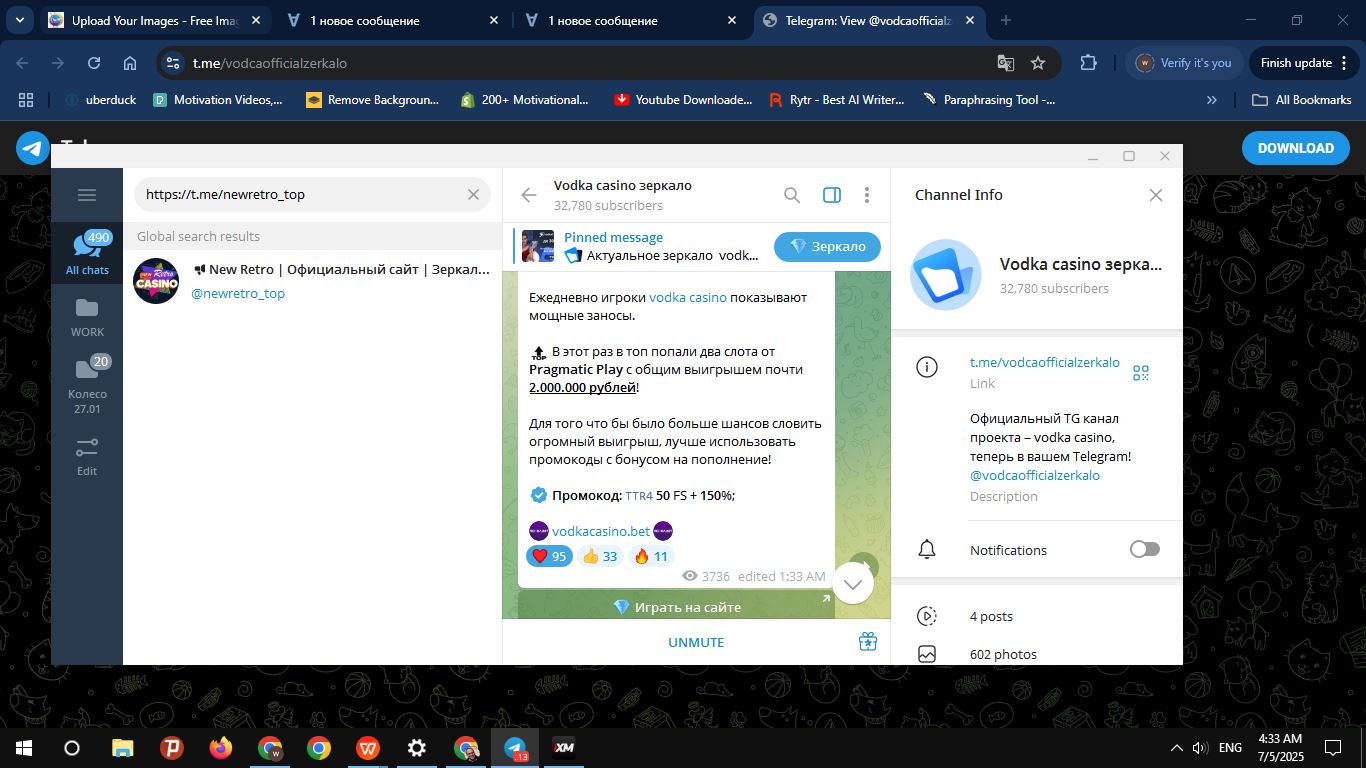 Upload Your Images - Free Ima
1 новое сообщение
1 новое сообщение
Telegram: View @vodcaofficialz
t.me/vodcaofficialzerkalo
Verify it's you
Finish update
uberduck
Motivation Videos,...
Remove Backgroun...
200+ Motivational...
Youtube Downloade...
Rytr - Best AI Writer...
Paraphrasing Tool -...
»
All Bookmarks
DOWNLOAD
490
All chats
WORK
20
Колесо
27.01
Edit
https://t.me/newretro_top
Global search results
New Retro | Официальный сайт | Зеркал...
@newretro_top
Vodka casino зеркало
32,780 subscribers
Pinned message
Актуальное зеркало vodk...
Зеркало
Ежедневно игроки vodka casino показывают
мощные заносы.
TOP В этот раз в топ попали два слота от
Pragmatic Play с общим выигрышем почти
2.000.000 рублей!
Для того что бы было больше шансов словить
огромный выигрыш, лучше использовать
промокоды с бонусом на пополнение!
Промокод: TTR4 50 FS + 150%;
vodkacasino.bet
95
33
11
3736 edited 1:33 AM
Играть на сайте
UNMUTE
Channel Info
Vodka casino зерка...
32,780 subscribers
t.me/vodcaofficialzerkalo
Link
Официальный TG канал
проекта – vodka casino,
теперь в вашем Telegram!
@vodcaofficialzerkalo
Description
Notifications
4 posts
602 photos
ENG
4:33 AM
7/5/2025